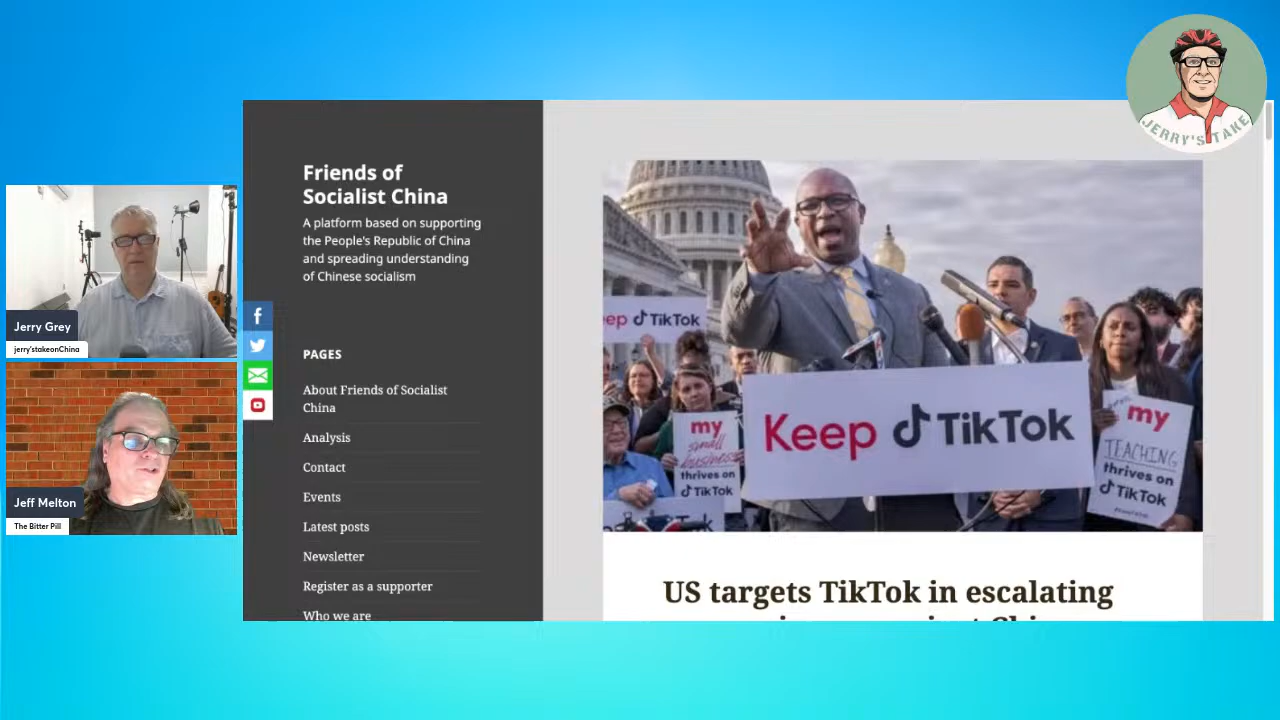 JERRY'S TAKE
Jerry Grey
jerry'stakeonChina
Jeff Melton
The Bitter Pill
Friends of
Socialist China
A platform based on supporting
the People's Republic of China
and spreading understanding
of Chinese socialism
PAGES
About Friends of Socialist
China
Analysis
Contact
Events
Latest posts
Newsletter
Register as a supporter
Who we are
eep TikTok
my
small
business
thrives on
TikTok
Keep TikTok
my
TEACHING
thrives on
TikTok
US targets TikTok in escalating